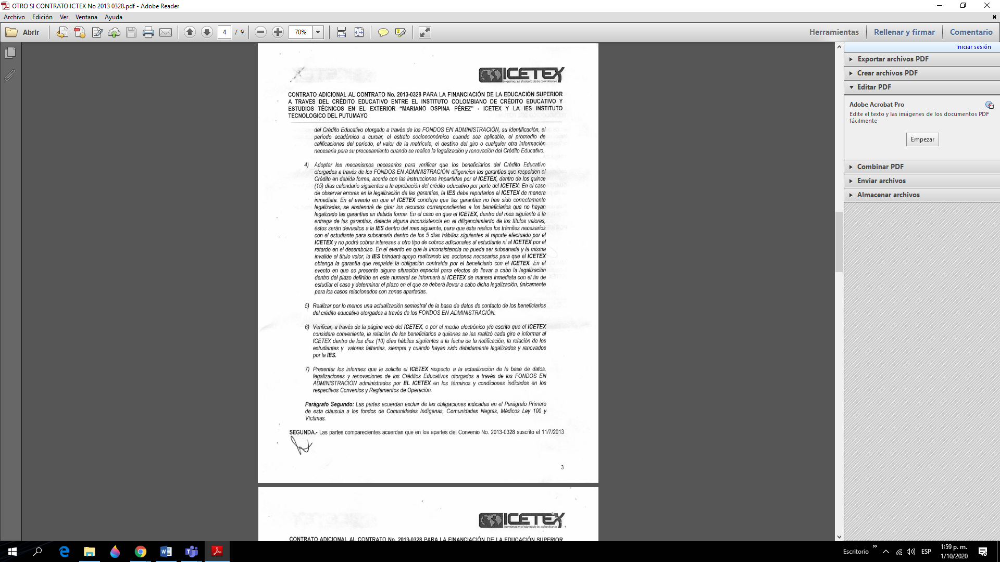 OTRO SI CONTRATO ICTEX No 2013 0328.pdf - Adobe Reader
Archivo Edición Ver Ventana Ayuda
Abrir
4 / 9
70%
Herramientas Rellenar y firmar Comentario
Iniciar sesión
Exportar archivos PDF
Crear archivos PDF
Editar PDF
Adobe Acrobat Pro
Edite el texto y las imágenes de los documentos PDF
fácilmente
Empezar
Combinar PDF
Enviar archivos
Almacenar archivos
ICETEX
Invertimos en el talento de los colombianos
CONTRATO ADICIONAL AL CONTRATO No. 2013-0328 PARA LA FINANCIACIÓN DE LA EDUCACIÓN SUPERIOR
A TRAVES DEL CRÉDITO EDUCATIVO ENTRE EL INSTITUTO COLOMBIANO DE CRÉDITO EDUCATIVO Y
ESTUDIOS TÉCNICOS EN EL EXTERIOR “MARIANO OSPINA PÉREZ” - ICETEX Y LA IES INSTITUTO
TECNOLOGICO DEL PUTUMAYO
del Crédito Educativo otorgado a través de los FONDOS EN ADMINISTRACIÓN, su identificación, el
periodo académico a cursar, el estrato socioeconómico cuando sea aplicable, el promedio de
calificaciones del periodo, el valor de la matrícula, el destino del giro o cualquier otra información
necesaria para su procesamiento cuando se realice la legalización y renovación del Crédito Educativo.
4) Adoptar los mecanismos necesarios para verificar que los beneficiarios del Crédito Educativo
otorgados a través de los FONDOS EN ADMINISTRACIÓN diligencien las garantías que respalden el
Crédito en debida forma, acorde con las instrucciones impartidas por el ICETEX, dentro de los quince
(15) días calendario siguientes a la aprobación del crédito educativo por parte del ICETEX. En el caso
de observar errores en la legalización de las garantías, la IES debe reportarlos al ICETEX de manera
inmediata. En el evento en que el ICETEX concluya que las garantías no han sido correctamente
legalizadas, se abstendrá de girar los recursos correspondientes a los beneficiarios que no hayan
legalizado las garantías en debida forma. En el caso en que el ICETEX, dentro del mes siguiente a la
entrega de las garantías, detecte alguna inconsistencia en el diligenciamiento de los títulos valores,
éstos serán devueltos a la IES dentro del mes siguiente, para que ésta realice los trámites necesarios
con el estudiante para subsanarla dentro de los 5 días hábiles siguientes al reporte efectuado por el
ICETEX y no podrá cobrar intereses u otro tipo de cobros adicionales al estudiante ni al ICETEX por el
retardo en el desembolso. En el evento en que la inconsistencia no pueda ser subsanada y la misma
invalide el título valor, la IES brindará apoyo realizando las acciones necesarias para que el ICETEX
obtenga la garantía que respalde la obligación contraída por el beneficiario con el ICETEX. En el
evento en que se presente alguna situación especial para efectos de llevar a cabo la legalización
dentro del plazo definido en este numeral se informará al ICETEX de manera inmediata con el fin de
estudiar el caso y determinar el plazo en el que se deberá llevar a cabo dicha legalización, únicamente
para los casos relacionados con zonas apartadas.
5) Realizar por lo menos una actualización semestral de la base de datos de contacto de los beneficiarios
del crédito educativo otorgados a través de los FONDOS EN ADMINISTRACIÓN.
6) Verificar, a través de la página web del ICETEX, o por el medio electrónico y/o escrito que el ICETEX
considere conveniente, la relación de los beneficiarios a quienes se les realizó cada giro e informar al
ICETEX dentro de los diez (10) días hábiles siguientes a la fecha de la notificación, la relación de los
estudiantes y valores faltantes, siempre y cuando hayan sido debidamente legalizados y renovados
por la IES.
7) Presentar los informes que le solicite el ICETEX respecto a la actualización de la base de datos,
legalizaciones y renovaciones de los Créditos Educativos otorgados a través de los FONDOS EN
ADMINISTRACIÓN administrados por EL ICETEX en los términos y condiciones indicados en los
respectivos Convenios y Reglamentos de Operación.
Parágrafo Segundo: Las partes acuerdan excluir de las obligaciones indicadas en el Parágrafo Primero
de esta cláusula a los fondos de Comunidades Indígenas, Comunidades Negras, Médicos Ley 100 y
Víctimas.
SEGUNDA.- Las partes comparecientes acuerdan que en los apartes del Convenio No. 2013-0328 suscrito el 11/7/2013
3
ICETEX
Invertimos en el talento de los colombianos
CONTRATO ADICIONAL AL CONTRATO No. 2013-0328 PARA LA FINANCIACIÓN DE LA EDUCACIÓN SUPERIOR
Escritorio
ESP
1:59 p. m.
1/10/2020